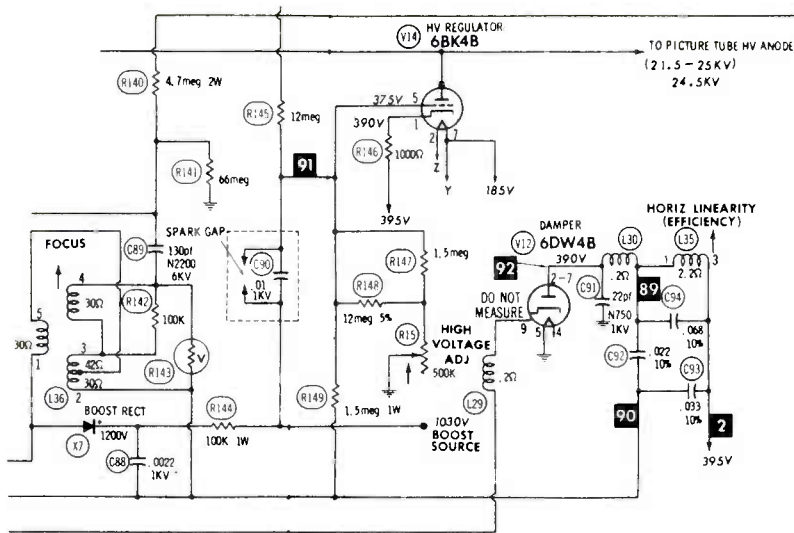 HV REGULATOR
V14
6BK4B
TO PICTURE TUBE HV ANODE
(21.5-25KV)
24.5KV
R140
4.7meg 2W
R145
12meg
375V
5
390V
1
2
7
R146
1000Ω
Z
Y
185V
395V
91
R141
66meg
HORIZ LINEARITY
(EFFICIENCY)
DAMPER
V12
6DW4B
390V
L30
L35
1
3
.2Ω
2.2Ω
SPARK GAP
FOCUS
C89
130pf
N2200
6KV
C90
.01
1KV
R147
1.5meg
92
2-7
C91
22pf
N750
1KV
89
C94
.068
10%
DO NOT
MEASURE
9
5
4
4
30Ω
R142
100K
R148
12meg 5%
R15
500K
HIGH
VOLTAGE
ADJ
5
30Ω
1
3
42Ω
30Ω
2
L36
R143
V
C92
.022
10%
C93
.033
10%
L29
.2Ω
R149
1.5meg 1W
BOOST RECT
X7
1200V
R144
100K 1W
1030V
BOOST
SOURCE
90
2
395V
C88
.0022
1KV